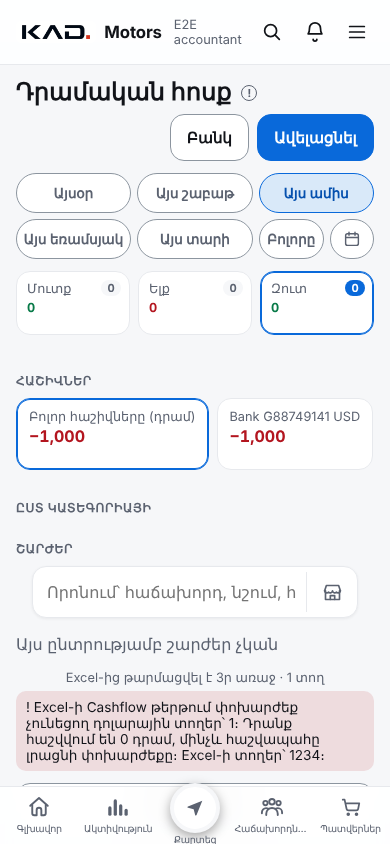 KAD. Motors E2E accountant
Դրամական հոսք
Բանկ Ավելացնել
Այսօր Այս շաբաթ Այս ամիս
Այս եռամսյակ Այս տարի Բոլորը
Մուտք 0 Ելք 0 Զուտ 0
0 0 0
ՀԱՇԻՎՆԵՐ
Բոլոր հաշիվները (դրամ) Bank G88749141 USD
−1,000 −1,000
ԸՍՏ ԿԱՏԵԳՈՐԻԱՅԻ
ՇԱՐԺԵՐ
Որոնում՝ հաճախորդ, նշում, հ
Այս ընտրությամբ շարժեր չկան
Excel-ից թարմացվել է 3ր առաջ · 1 տող
! Excel-ի Cashflow թերթում փոխարժեք
չունեցող դոլարային տողեր՝ 1։ Դրանք
հաշվվում են 0 դրամ, մինչև հաշվապահը
լրացնի փոխարժեքը։ Excel-ի տողեր՝ 1234։
Գլխավոր Ակտիվություն Քարտեզ Հաճախորդն... Պատվերներ